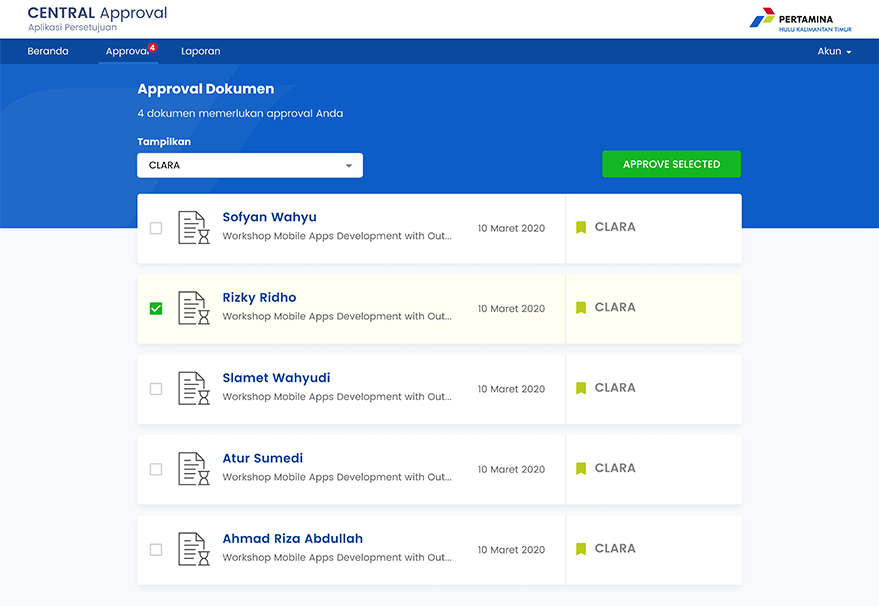 CENTRAL Approval
Aplikasi Persetujuan
PERTAMINA
HULU KALIMANTAN TIMUR
Beranda
Approval
4
Laporan
Akun
Approval Dokumen
4 dokumen memerlukan approval Anda
Tampilkan
CLARA
APPROVE SELECTED
Sofyan Wahyu
Workshop Mobile Apps Development with Out...
10 Maret 2020
CLARA
Rizky Ridho
Workshop Mobile Apps Development with Out...
10 Maret 2020
CLARA
Slamet Wahyudi
Workshop Mobile Apps Development with Out...
10 Maret 2020
CLARA
Atur Sumedi
Workshop Mobile Apps Development with Out...
10 Maret 2020
CLARA
Ahmad Riza Abdullah
Workshop Mobile Apps Development with Out...
10 Maret 2020
CLARA